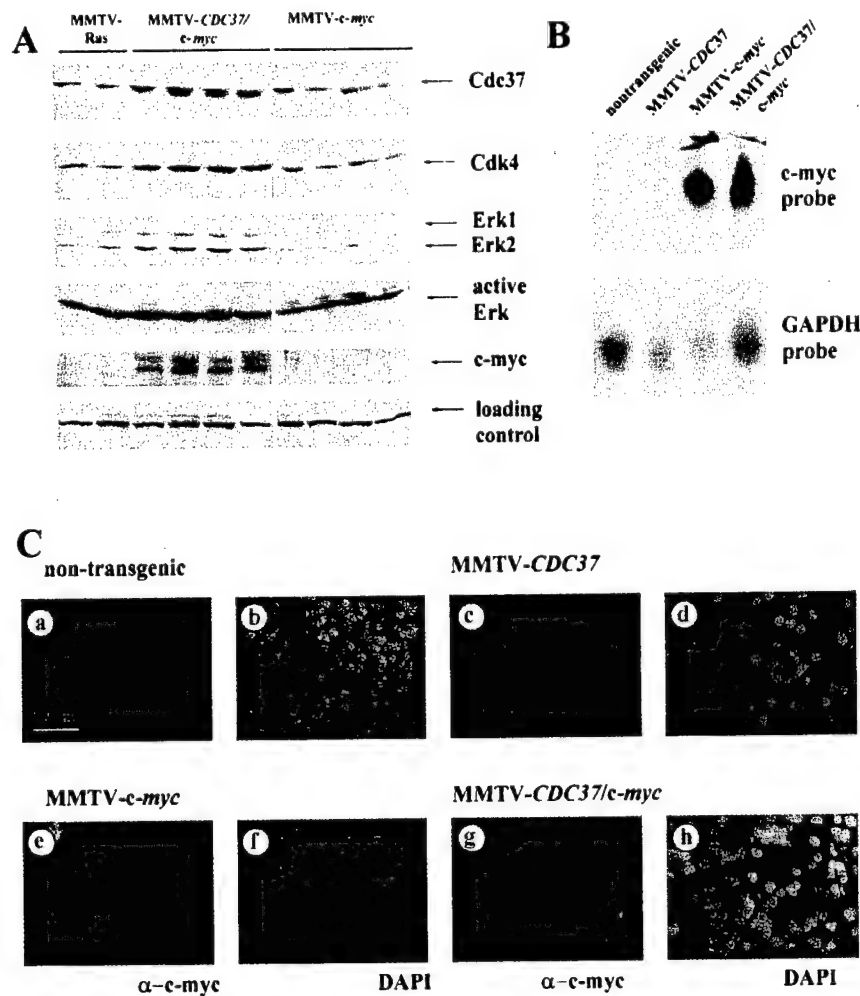 A
MMTV-Ras
MMTV-CDC37/c-myc
MMTV-c-myc
Cdc37
Cdk4
Erk1
Erk2
active Erk
c-myc
loading control
B
nontransgenic
MMTV-CDC37
MMTV-c-myc
MMTV-CDC37/c-myc
c-myc probe
GAPDH probe
C
non-transgenic
MMTV-CDC37
a
b
c
d
MMTV-c-myc
MMTV-CDC37/c-myc
e
f
g
h
α-c-myc
DAPI
α-c-myc
DAPI